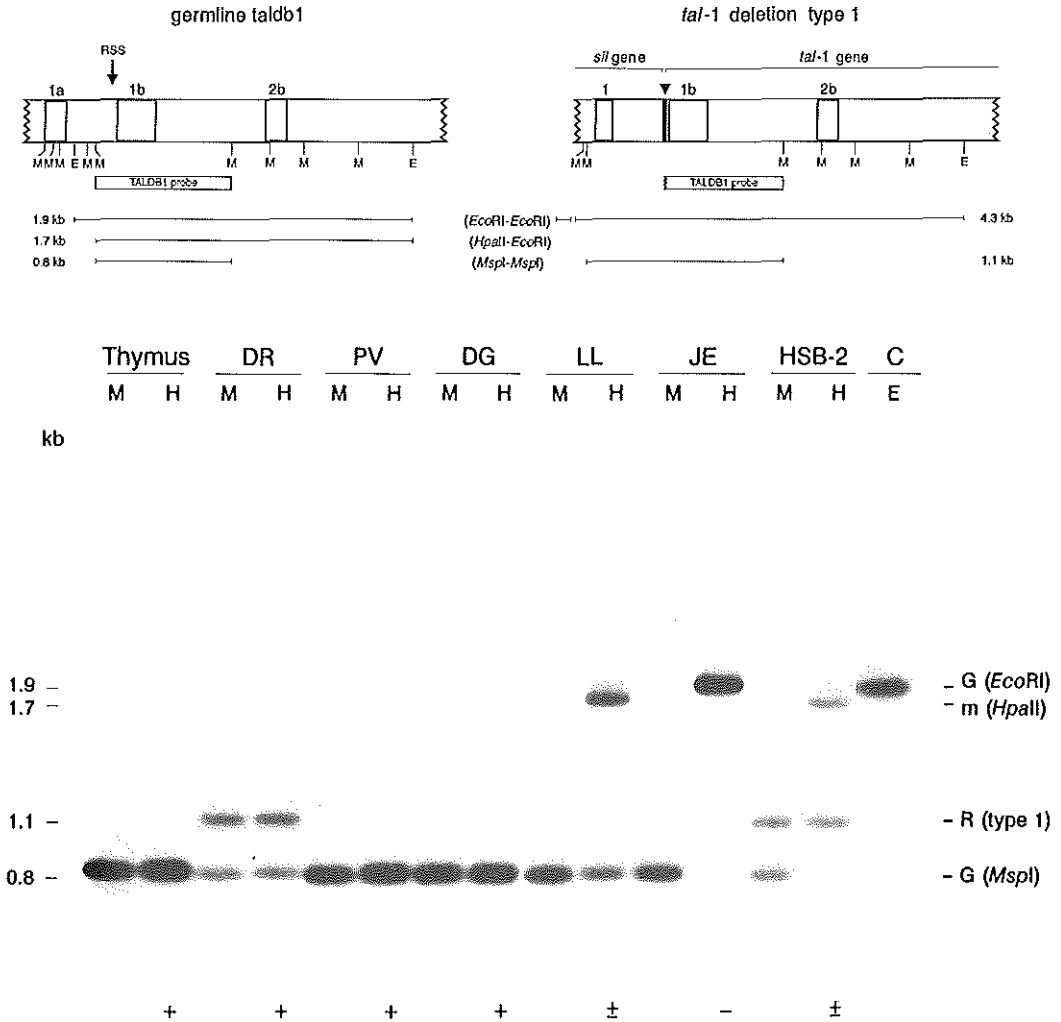 germline taldb1
tal-1 deletion type 1
RSS
sil gene
tal-1 gene
1a 1b 2b
1 1b 2b
M M M E M M M M M M E
M M M M M M E
TALDB1 probe
TALDB1 probe
1.9 kb (EcoRI-EcoRI) 4.3 kb
1.7 kb (HpaII-EcoRI)
0.8 kb (MspI-MspI) 1.1 kb
Thymus DR PV DG LL JE HSB-2 C
M H M H M H M H M H M H M H E
kb
1.9 – – G (EcoRI)
1.7 – – m (HpaII)
1.1 – – R (type 1)
0.8 – – G (MspI)
+ + + + ± – ±